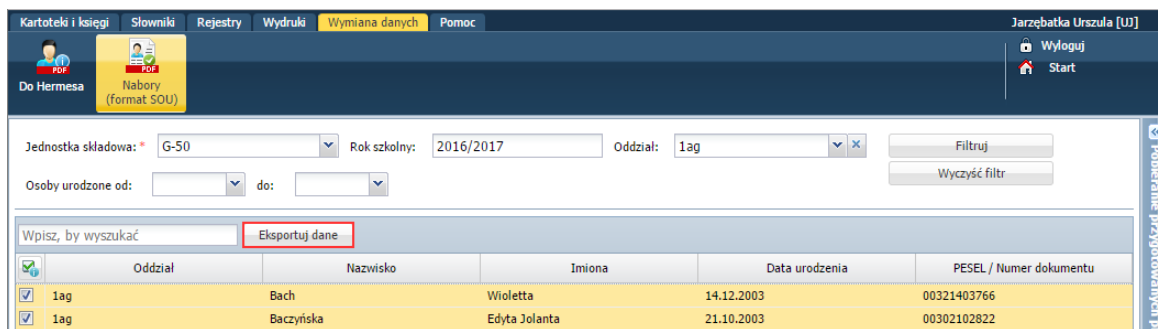 Kartoteki i księgi Słowniki Rejestry Wydruki Wymiana danych Pomoc Jarzębatka Urszula [UJ]
Wyloguj
Start
PDF PDF
Do Hermesa Nabory
(format SOU)
Jednostka składowa: * G-50 Rok szkolny: 2016/2017 Oddział: 1ag Filtruj
Osoby urodzone od: do: Wyczyść filtr
Wpisz, by wyszukać Eksportuj dane
Oddział Nazwisko Imiona Data urodzenia PESEL / Numer dokumentu
1ag Bach Wioletta 14.12.2003 00321403766
1ag Baczyńska Edyta Jolanta 21.10.2003 00302102822
Pobieranie przygotowanych